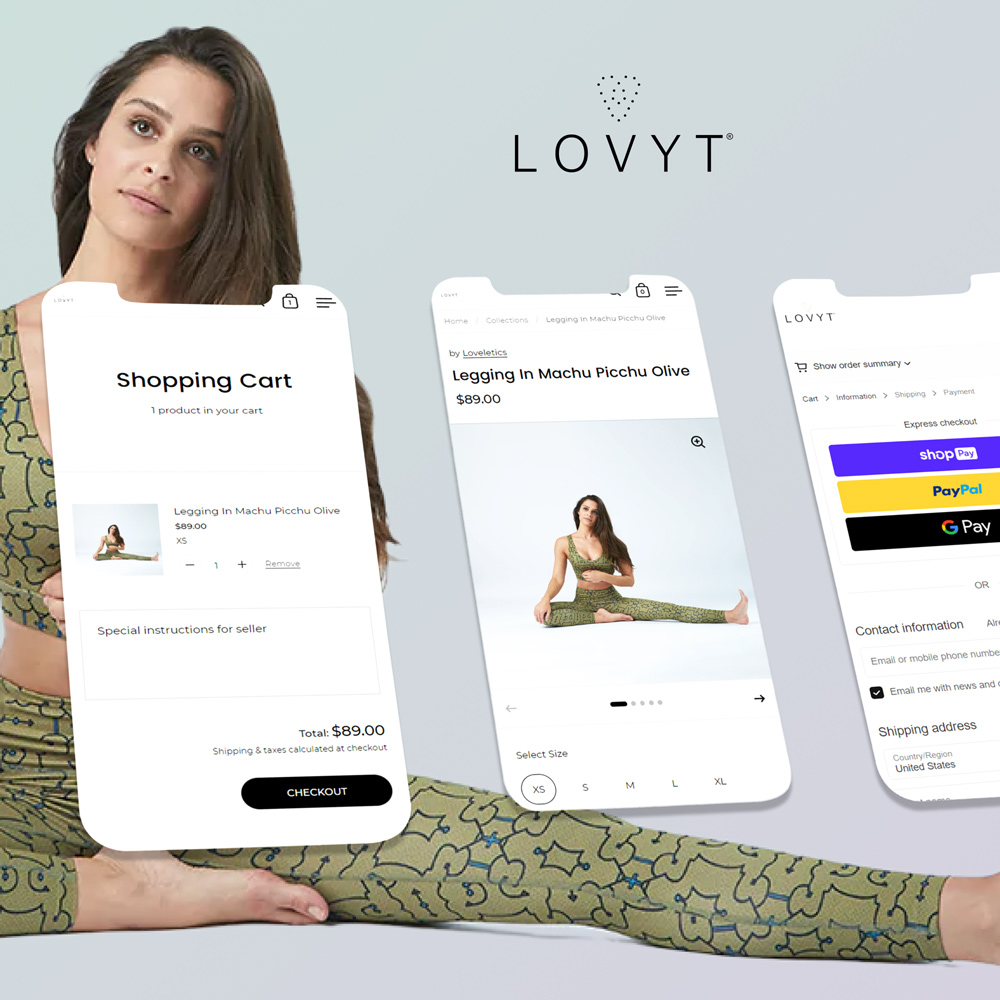 LOVYT®
LOVYT
1
Shopping Cart
1 product in your cart
Legging In Machu Picchu Olive
$89.00
XS
1
Remove
Special instructions for seller
Total: $89.00
Shipping & taxes calculated at checkout
CHECKOUT
LOVYT
0
Home / Collections / Legging In Machu Picchu Olive
by Loveletics
Legging In Machu Picchu Olive
$89.00
Select Size
XS S M L XL
LOVYT
Show order summary
Cart > Information > Shipping > Payment
Express checkout
shop Pay
PayPal
G Pay
OR
Contact information
Email or mobile phone
Email me with news and
Shipping address
Country/Region
United States